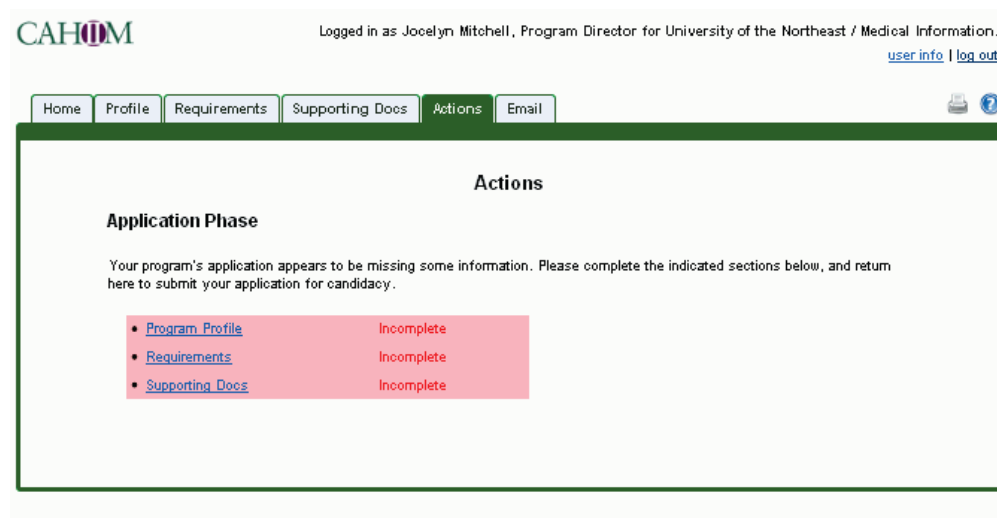 CAHIIM
Logged in as Jocelyn Mitchell, Program Director for University of the Northeast / Medical Information.
user info | log out
Home Profile Requirements Supporting Docs Actions Email
?
Actions
Application Phase
Your program's application appears to be missing some information. Please complete the indicated sections below, and return
here to submit your application for candidacy.
• Program Profile Incomplete
• Requirements Incomplete
• Supporting Docs Incomplete